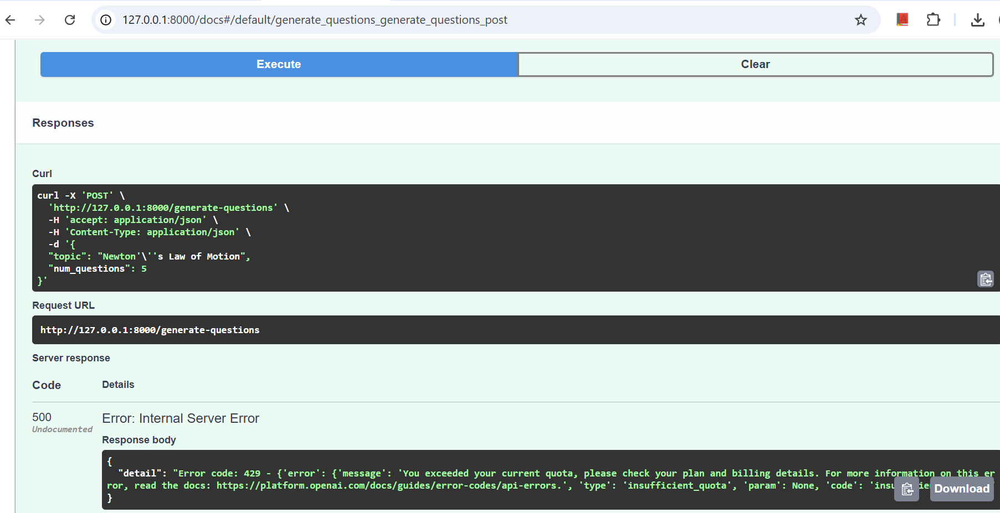 127.0.0.1:8000/docs#/default/generate_questions_generate_questions_post
Execute
Clear
Responses
Curl
curl -X 'POST' \
'http://127.0.0.1:8000/generate-questions' \
-H 'accept: application/json' \
-H 'Content-Type: application/json' \
-d '{
"topic": "Newton'\''s Law of Motion",
"num_questions": 5
}'
Request URL
http://127.0.0.1:8000/generate-questions
Server response
Code
Details
500
Undocumented
Error: Internal Server Error
Response body
{
"detail": "Error code: 429 - {'error': {'message': 'You exceeded your current quota, please check your plan and billing details. For more information on this er
ror, read the docs: https://platform.openai.com/docs/guides/error-codes/api-errors.', 'type': 'insufficient_quota', 'param': None, 'code':
}
Download